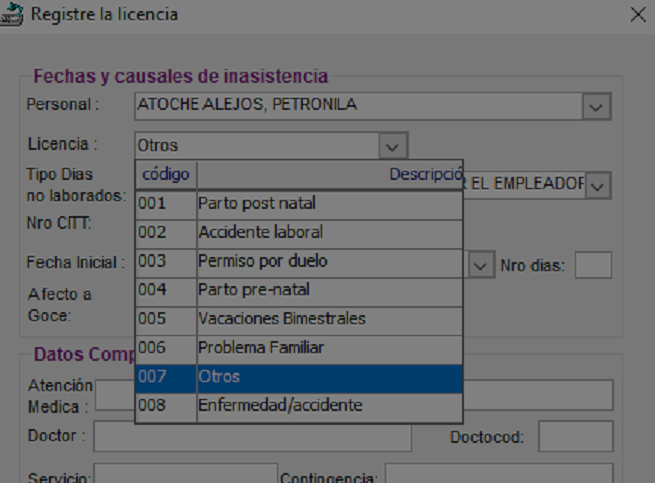 Registre la licencia
Fechas y causales de inasistencia
Personal :
ATOCHE ALEJOS, PETRONILA
Licencia :
Otros
código Descripció
001 Parto post natal
002 Accidente laboral
003 Permiso por duelo
004 Parto pre-natal
005 Vacaciones Bimestrales
006 Problema Familiar
007 Otros
008 Enfermedad/accidente
Tipo Dias
no laborados:
EL EMPLEADOR
Nro CITT:
Fecha Inicial :
Nro dias:
Afecto a
Goce:
Datos Comp
Atención
Medica :
Doctor :
Doctocod:
Servicio:
Contingencia: